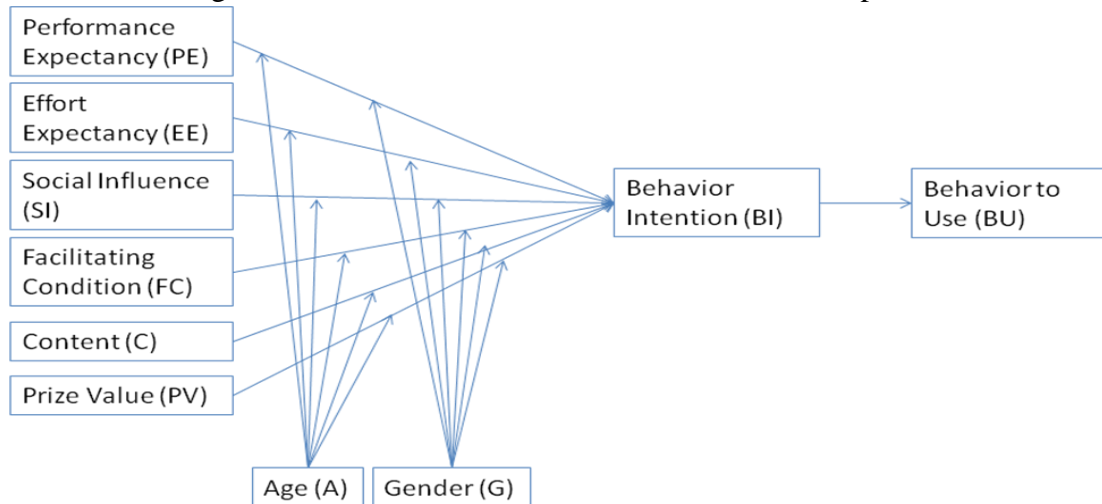 Performance
Expectancy (PE)
Effort
Expectancy (EE)
Social Influence
(SI)
Facilitating
Condition (FC)
Content (C)
Prize Value (PV)
Behavior
Intention (BI)
Behavior to
Use (BU)
Age (A)
Gender (G)